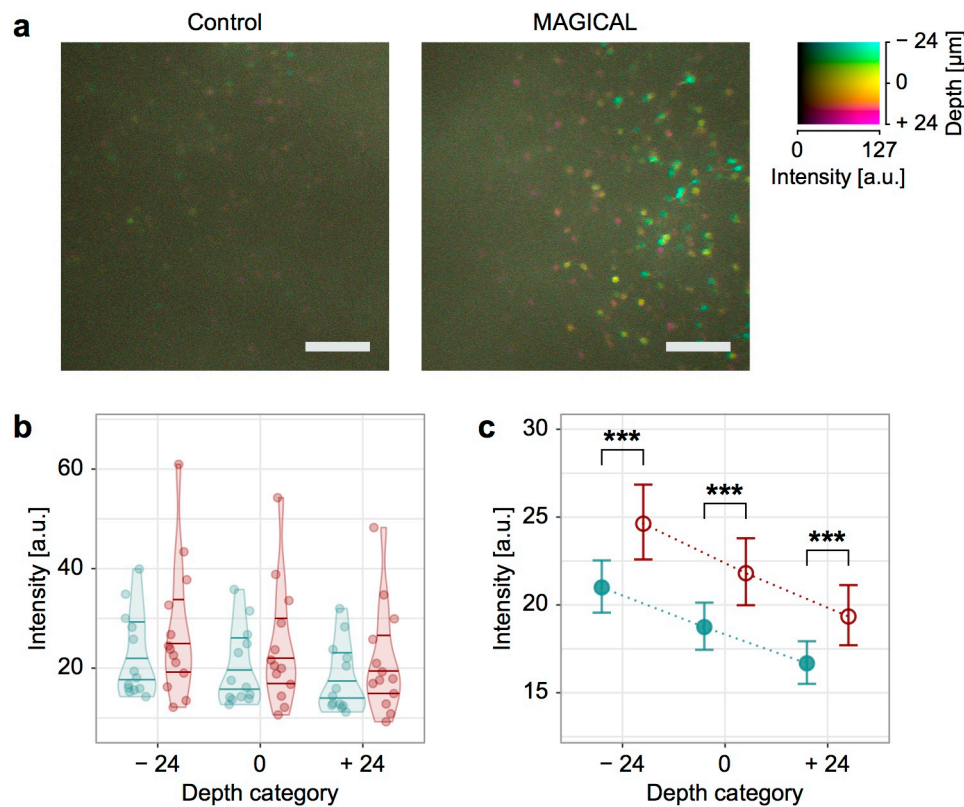 a
Control
MAGICAL
− 24
0
+ 24
Depth [µm]
0 127
Intensity [a.u.]
b
60
40
20
Intensity [a.u.]
− 24 0 + 24
Depth category
c
30
25
20
15
Intensity [a.u.]
***
***
***
− 24 0 + 24
Depth category